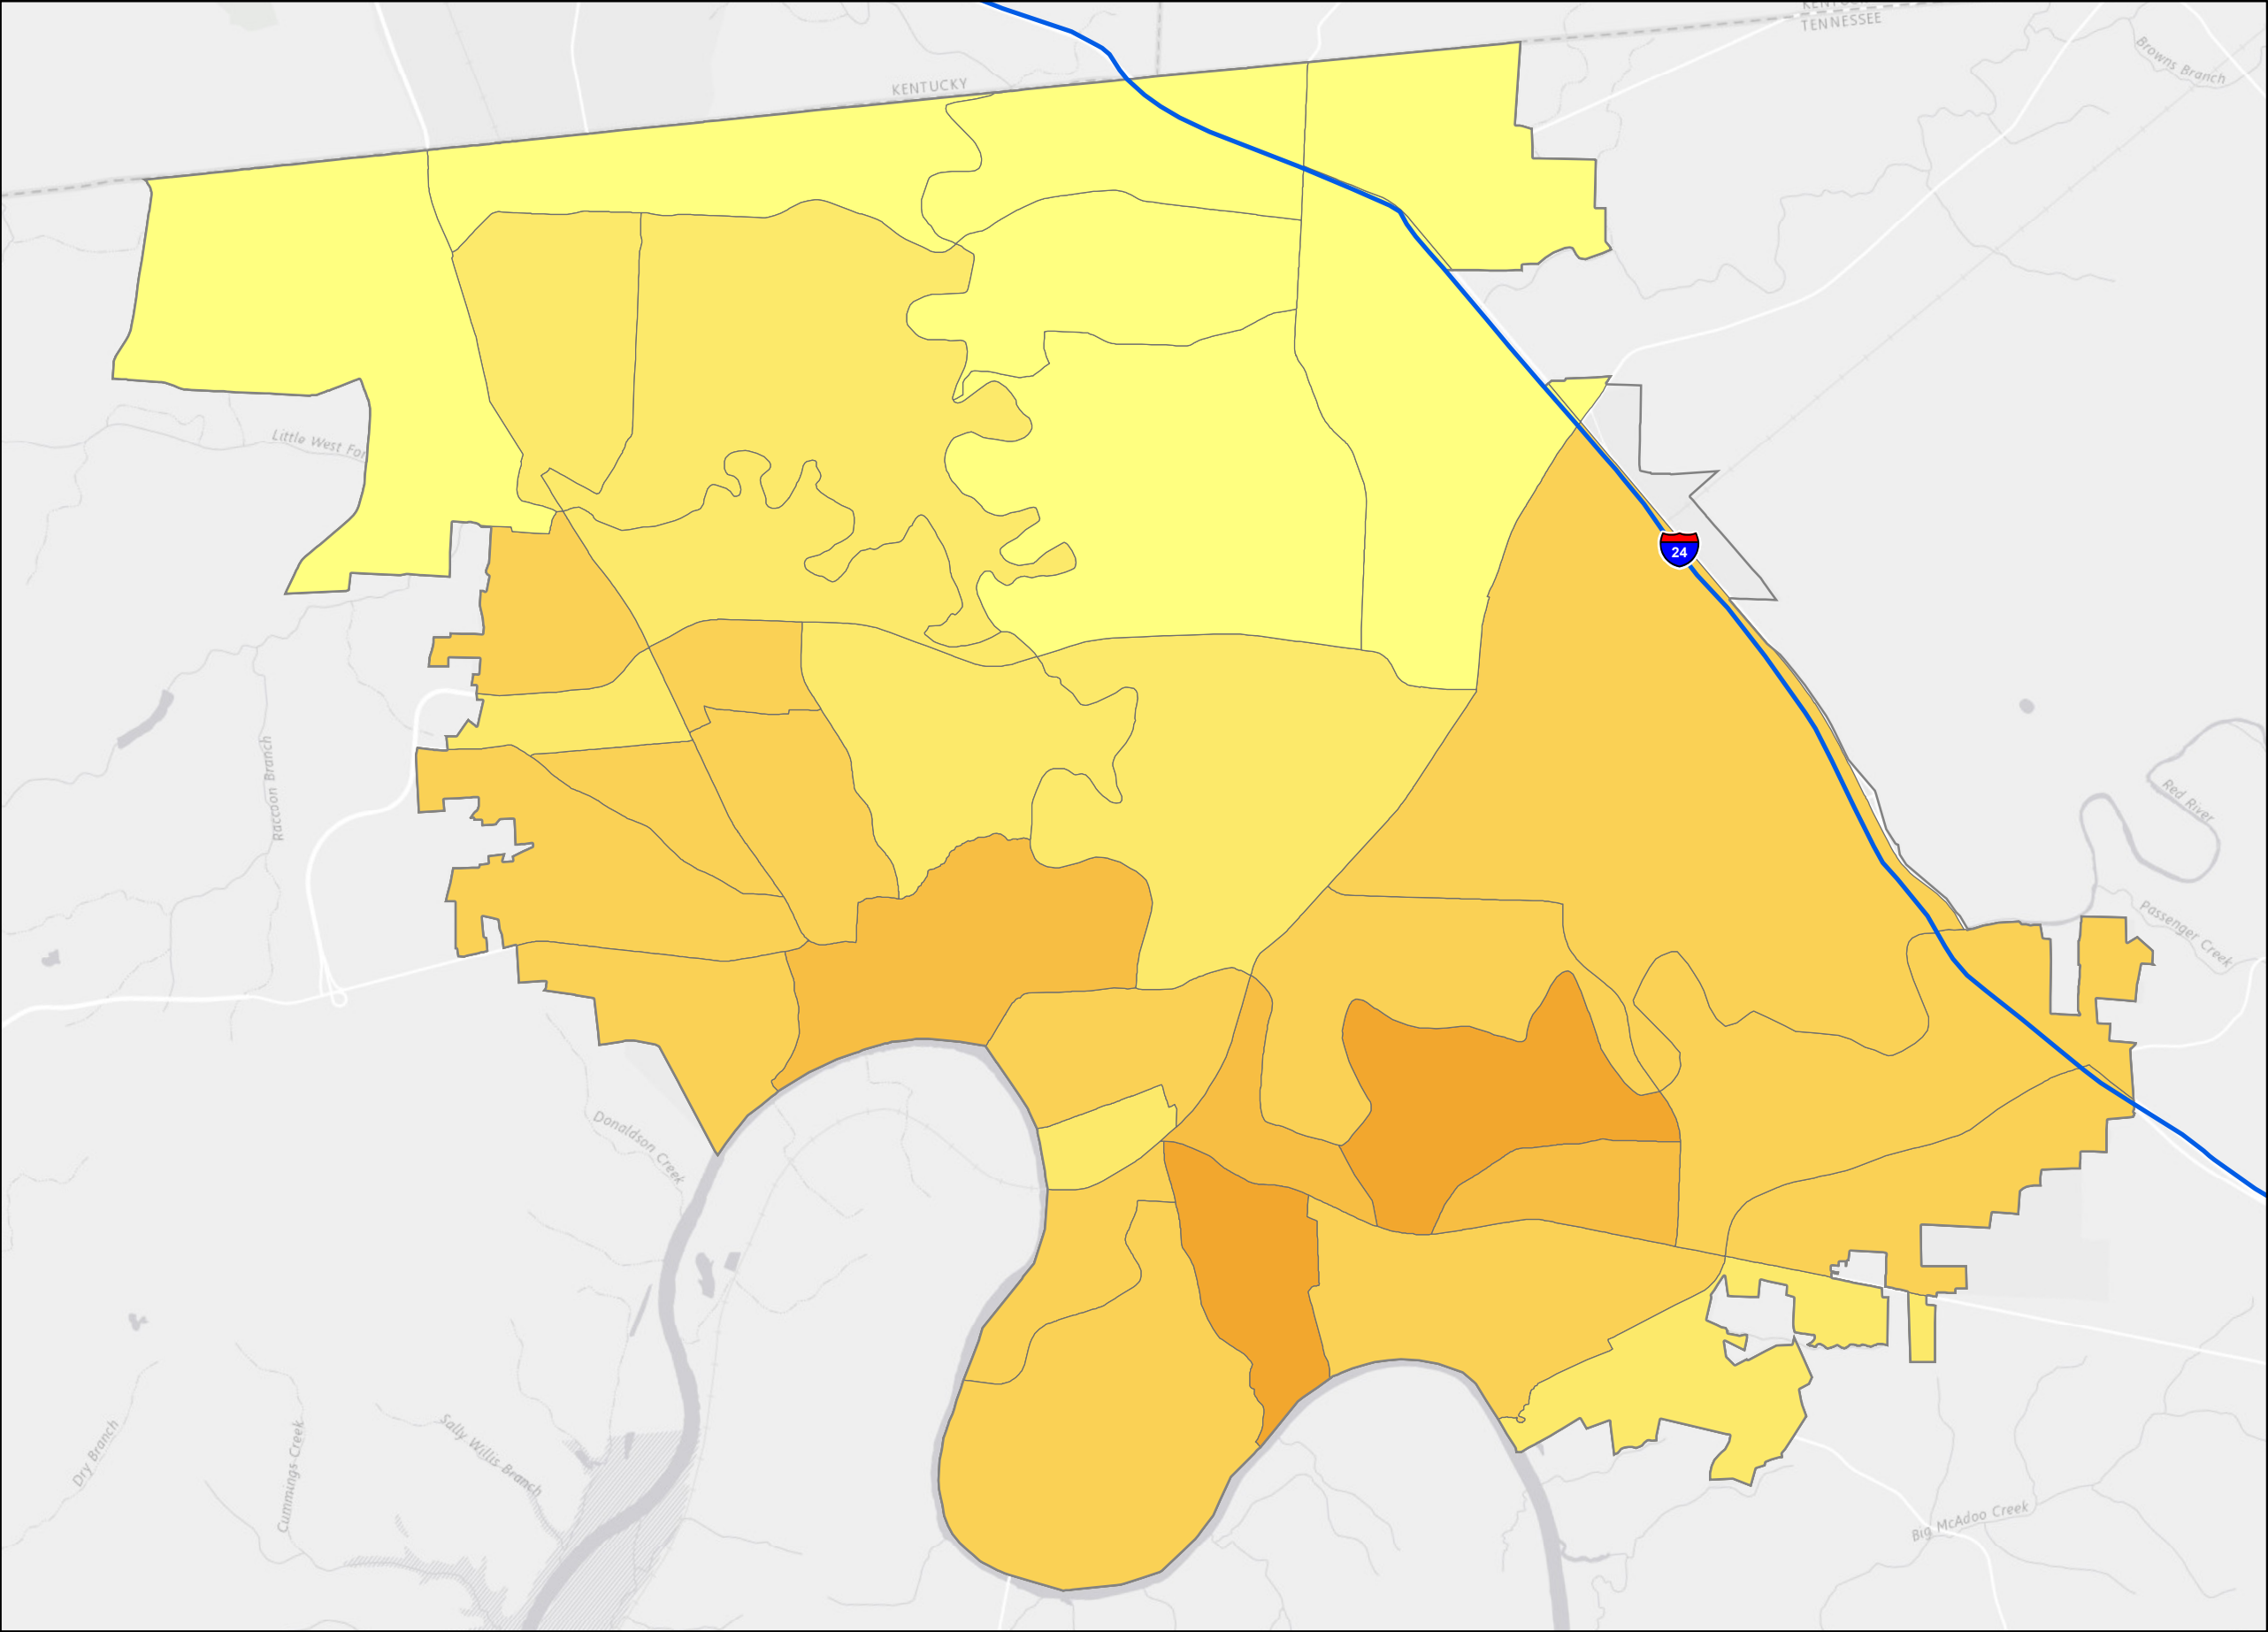 TENNESSEE
KENTUCKY
Browns Branch
Little West For
24
Raccoon Branch
Red River
Passenger Creek
Donaldson Creek
Sally Willis Branch
Dry Branch
Cummings Creek
Big McAdoo Creek